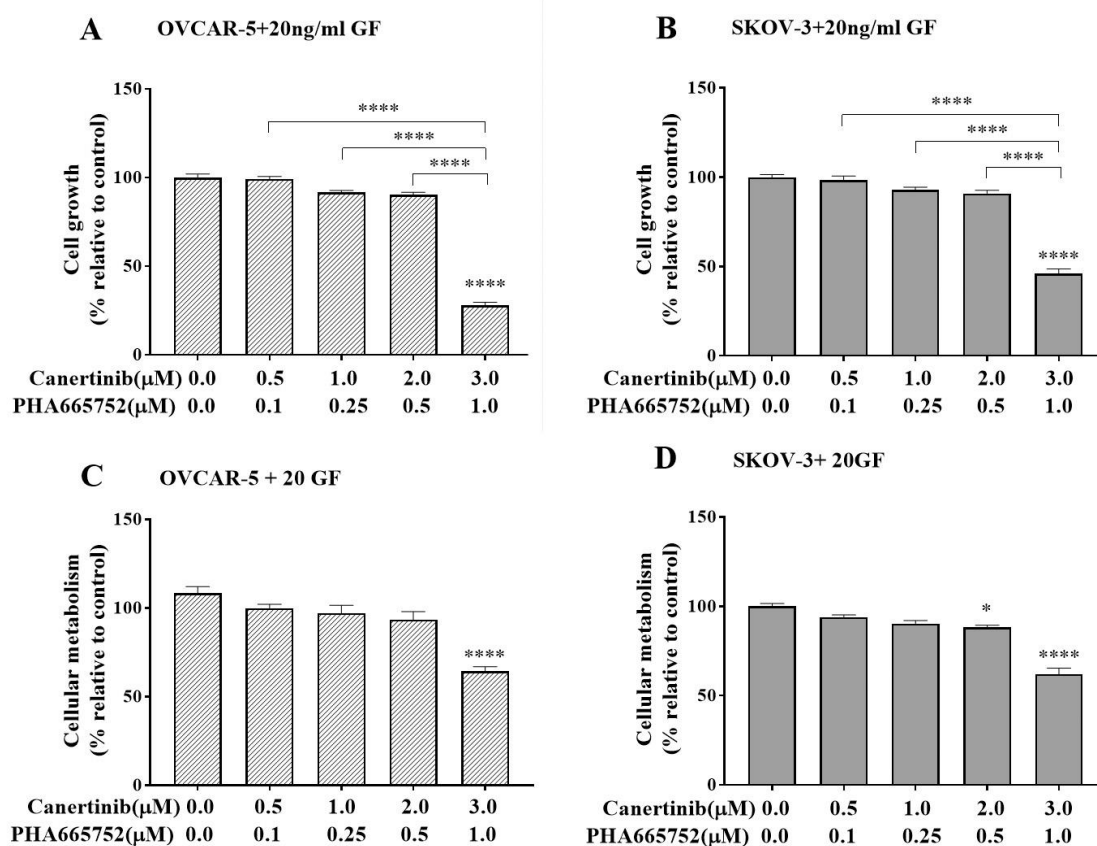 A OVCAR-5+20ng/ml GF
Cell growth
(% relative to control)
150
100
50
0
****
****
****
****
Canertinib(μM) 0.0 0.5 1.0 2.0 3.0
PHA665752(μM) 0.0 0.1 0.25 0.5 1.0
B SKOV-3+20ng/ml GF
Cell growth
(% relative to control)
150
100
50
0
****
****
****
****
Canertinib(μM) 0.0 0.5 1.0 2.0 3.0
PHA665752(μM) 0.0 0.1 0.25 0.5 1.0
C OVCAR-5 + 20 GF
Cellular metabolism
(% relative to control)
150
100
50
0
****
Canertinib(μM) 0.0 0.5 1.0 2.0 3.0
PHA665752(μM) 0.0 0.1 0.25 0.5 1.0
D SKOV-3+ 20GF
Cellular metabolism
(% relative to control)
150
100
50
0
*
****
Canertinib(μM) 0.0 0.5 1.0 2.0 3.0
PHA665752(μM) 0.0 0.1 0.25 0.5 1.0